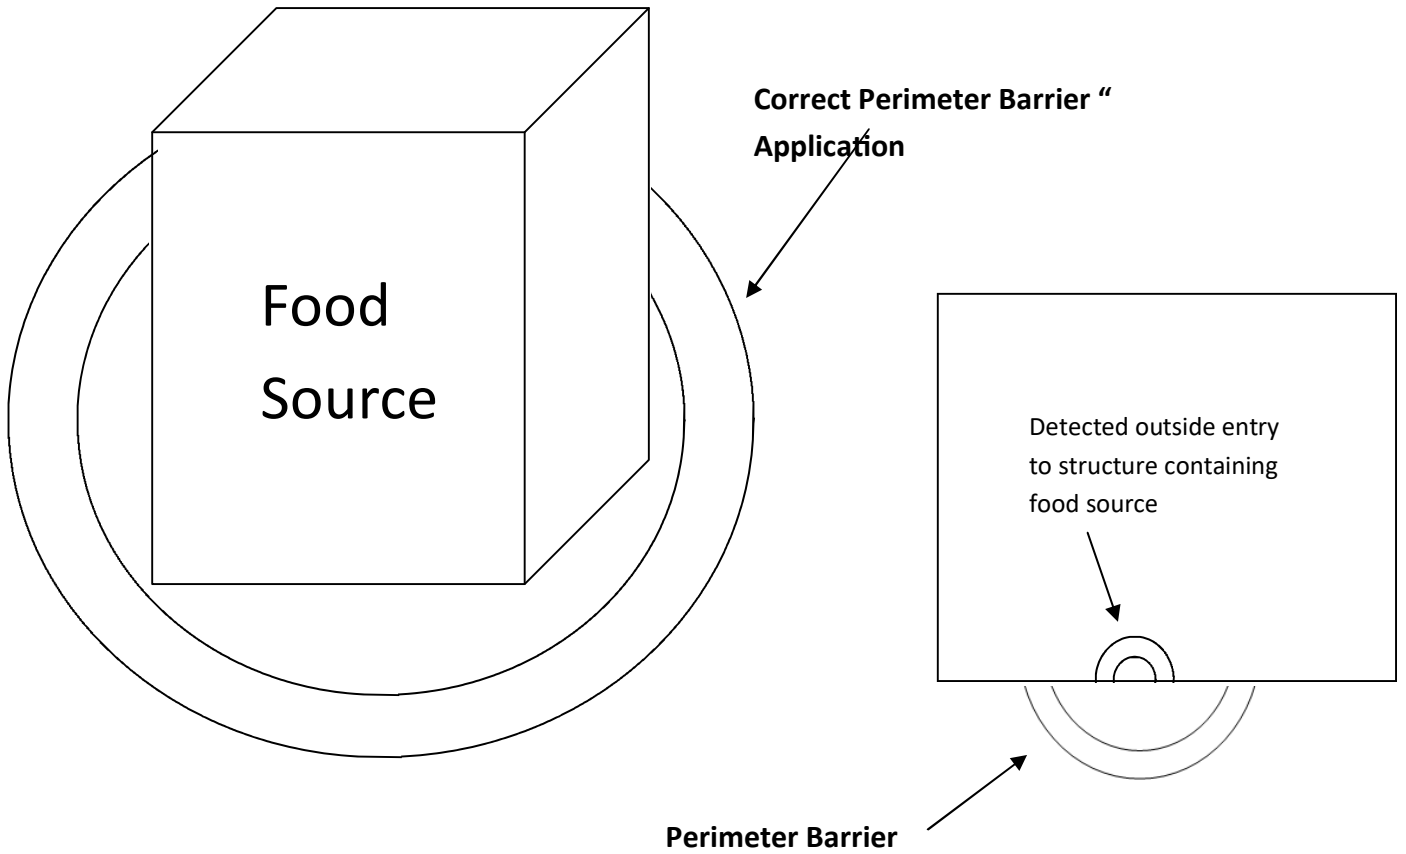 Correct Perimeter Barrier “
Application
Food
Source
Detected outside entry
to structure containing
food source
Perimeter Barrier